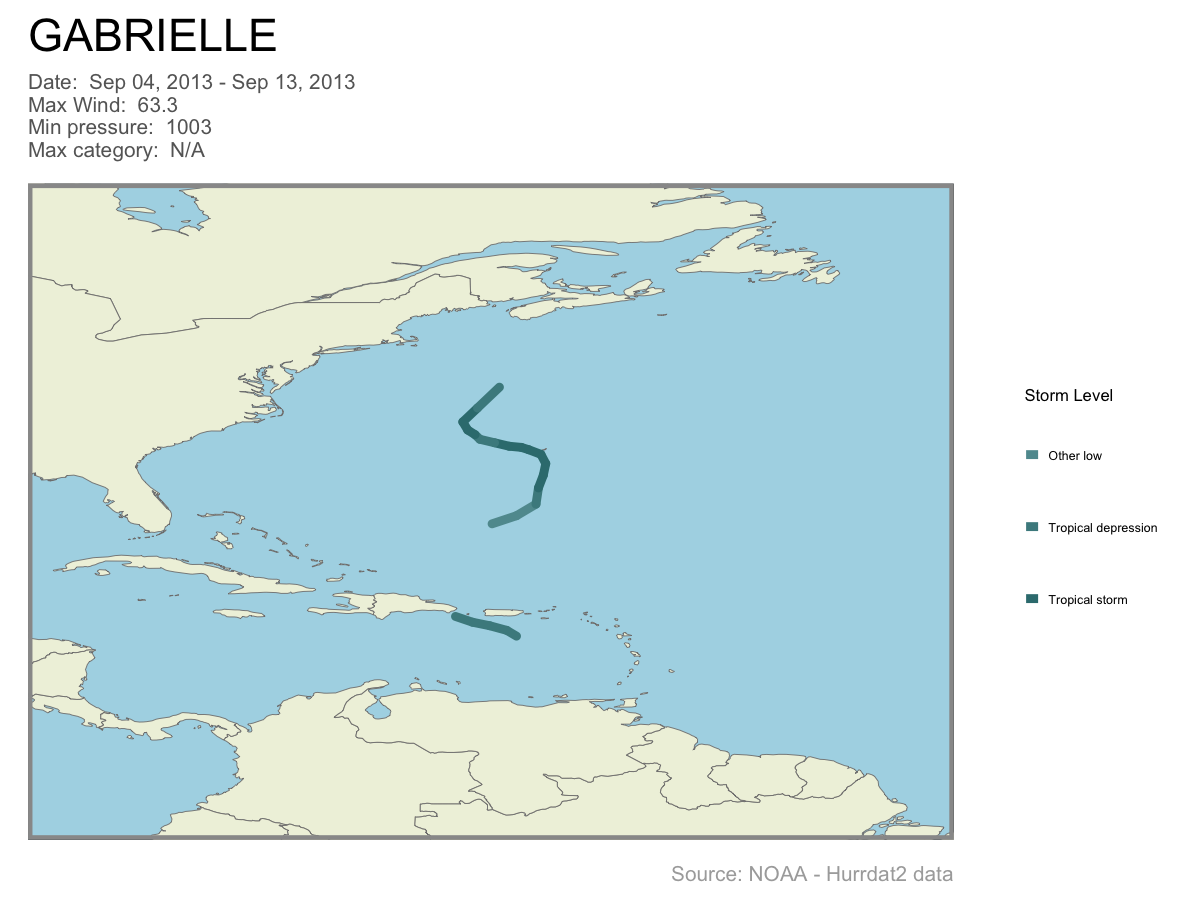 GABRIELLE
Date:  Sep 04, 2013 - Sep 13, 2013
Max Wind:  63.3
Min pressure:  1003
Max category:  N/A
Storm Level
Other low
Tropical depression
Tropical storm
Source: NOAA - Hurrdat2 data